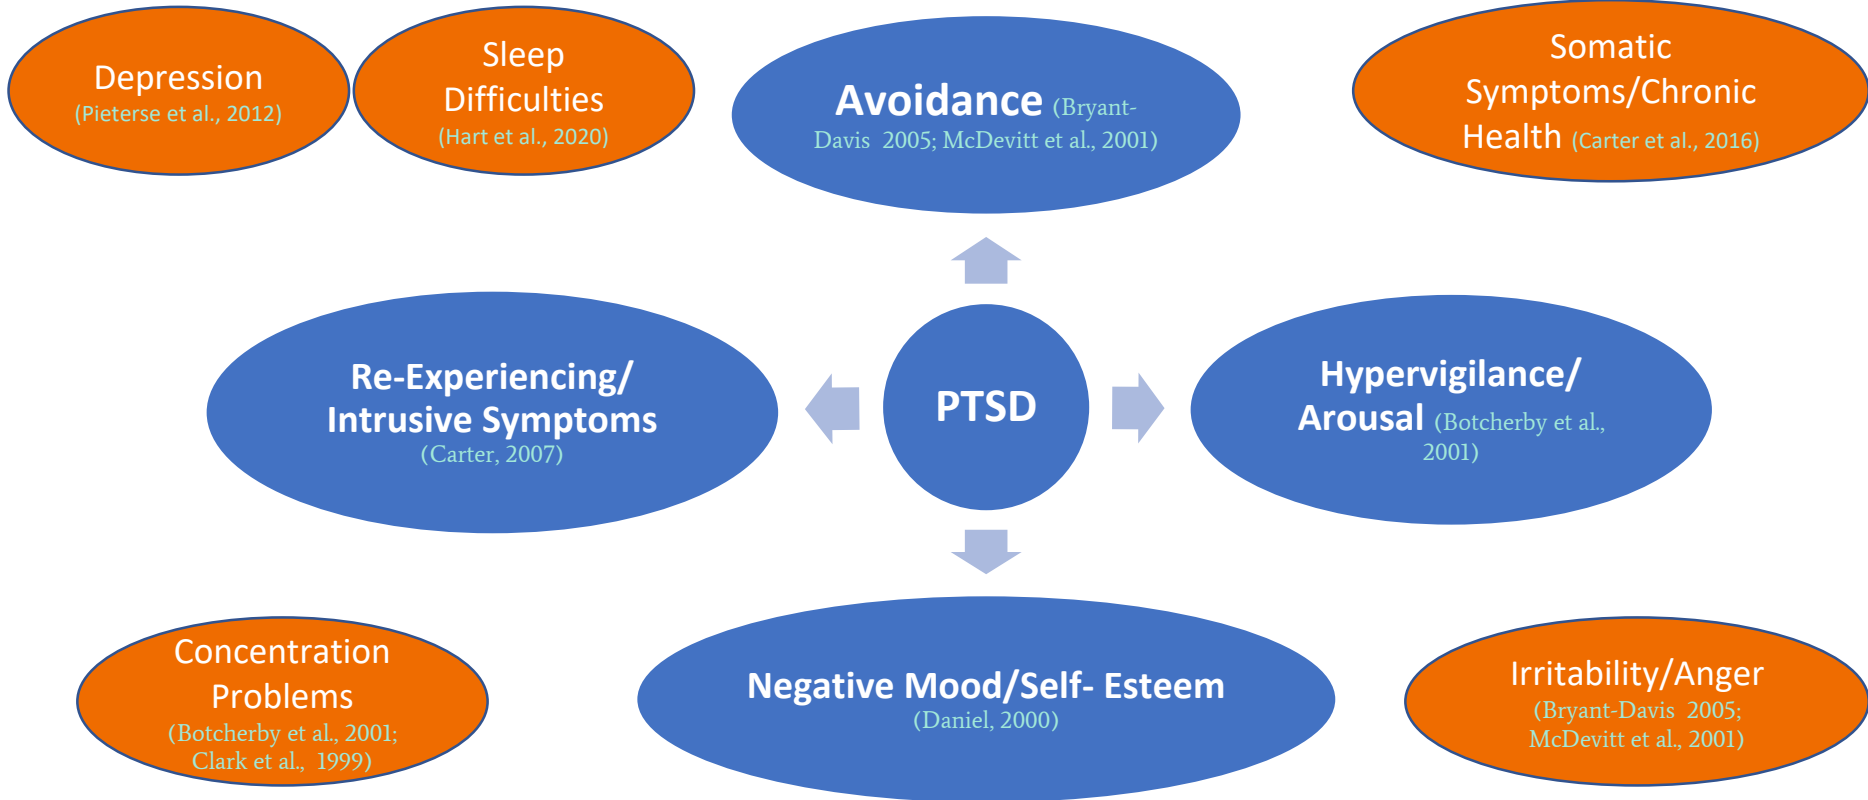 Depression
(Pieterse et al., 2012)
Sleep
Difficulties
(Hart et al., 2020)
Avoidance (Bryant-
Davis 2005; McDevitt et al., 2001)
Somatic
Symptoms/Chronic
Health (Carter et al., 2016)
Re-Experiencing/
Intrusive Symptoms
(Carter, 2007)
PTSD
Hypervigilance/
Arousal (Botcherby et al.,
2001)
Concentration
Problems
(Botcherby et al., 2001;
Clark et al., 1999)
Negative Mood/Self- Esteem
(Daniel, 2000)
Irritability/Anger
(Bryant-Davis 2005;
McDevitt et al., 2001)